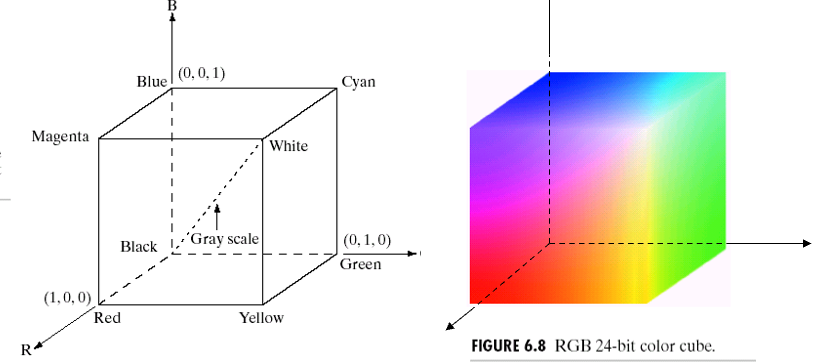 B
Blue
(0, 0, 1)
Cyan
Magenta
White
Black
Gray scale
(0, 1, 0)
Green
(1, 0, 0)
Red
Yellow
R
FIGURE 6.8 RGB 24-bit color cube.